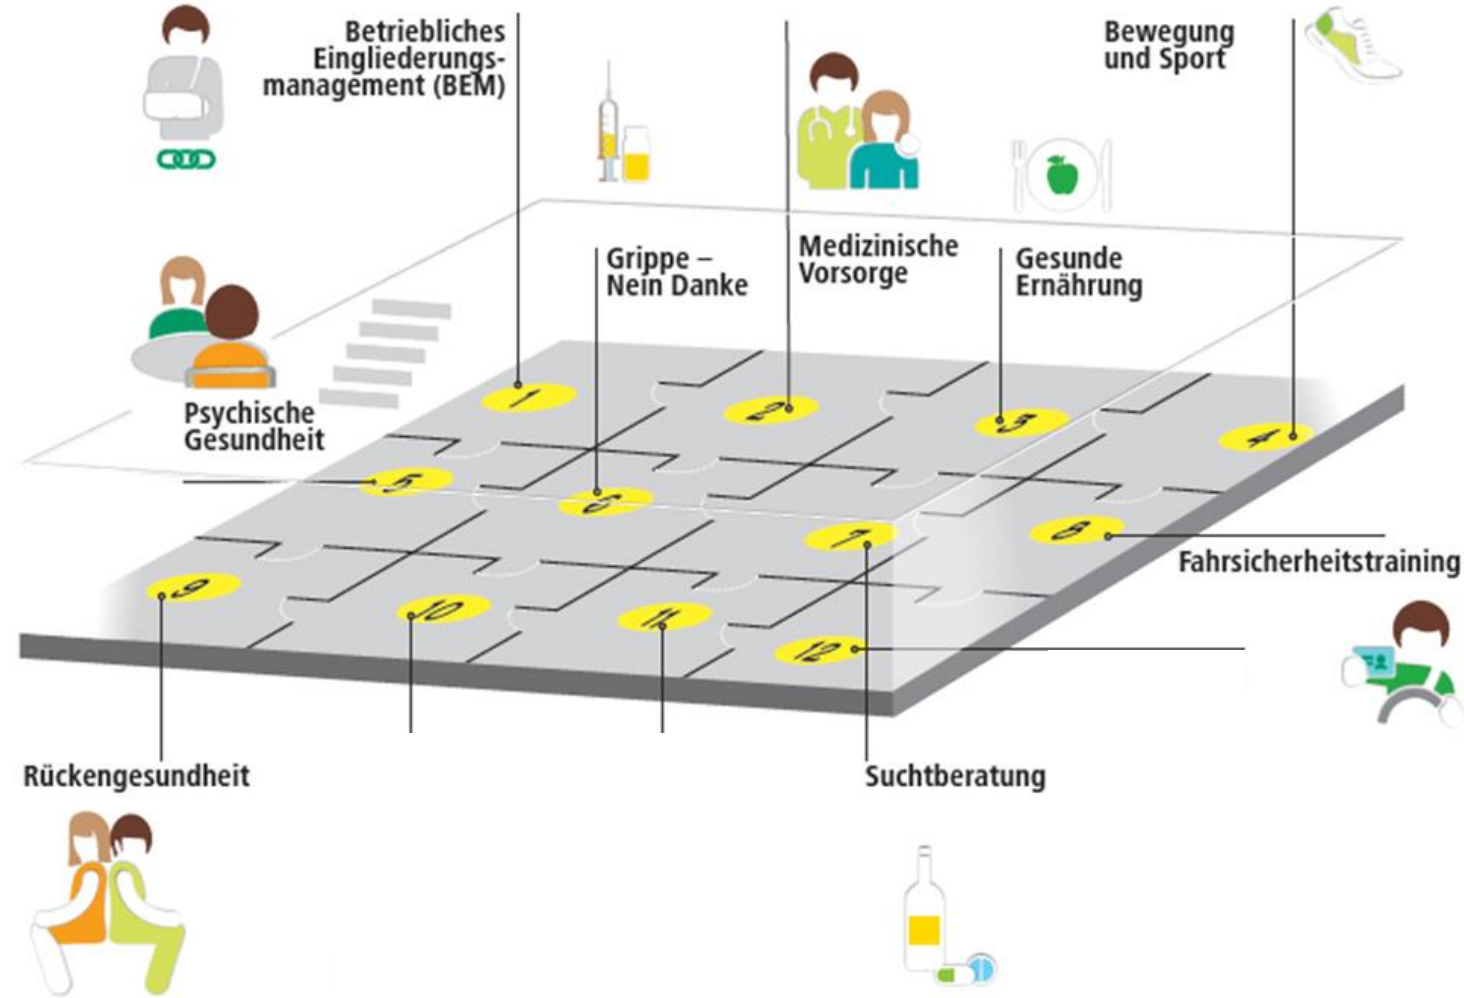 Betriebliches
Eingliederungs-
management (BEM)
Bewegung
und Sport
Grippe –
Nein Danke
Medizinische
Vorsorge
Gesunde
Ernährung
Psychische
Gesundheit
1
2
3
4
5
6
7
8
9
10
11
12
Fahrsicherheitstraining
Rückengesundheit
Suchtberatung